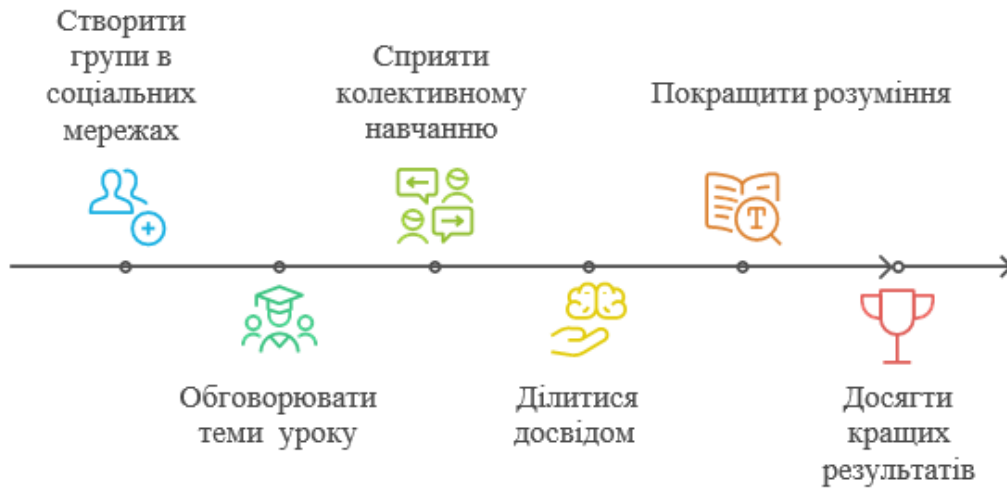 Створити
групи в
соціальних
мережах
Обговорювати
теми уроку
Сприяти
колективному
навчанню
Ділитися
досвідом
Покращити розуміння
T
Досягти
кращих
результатів